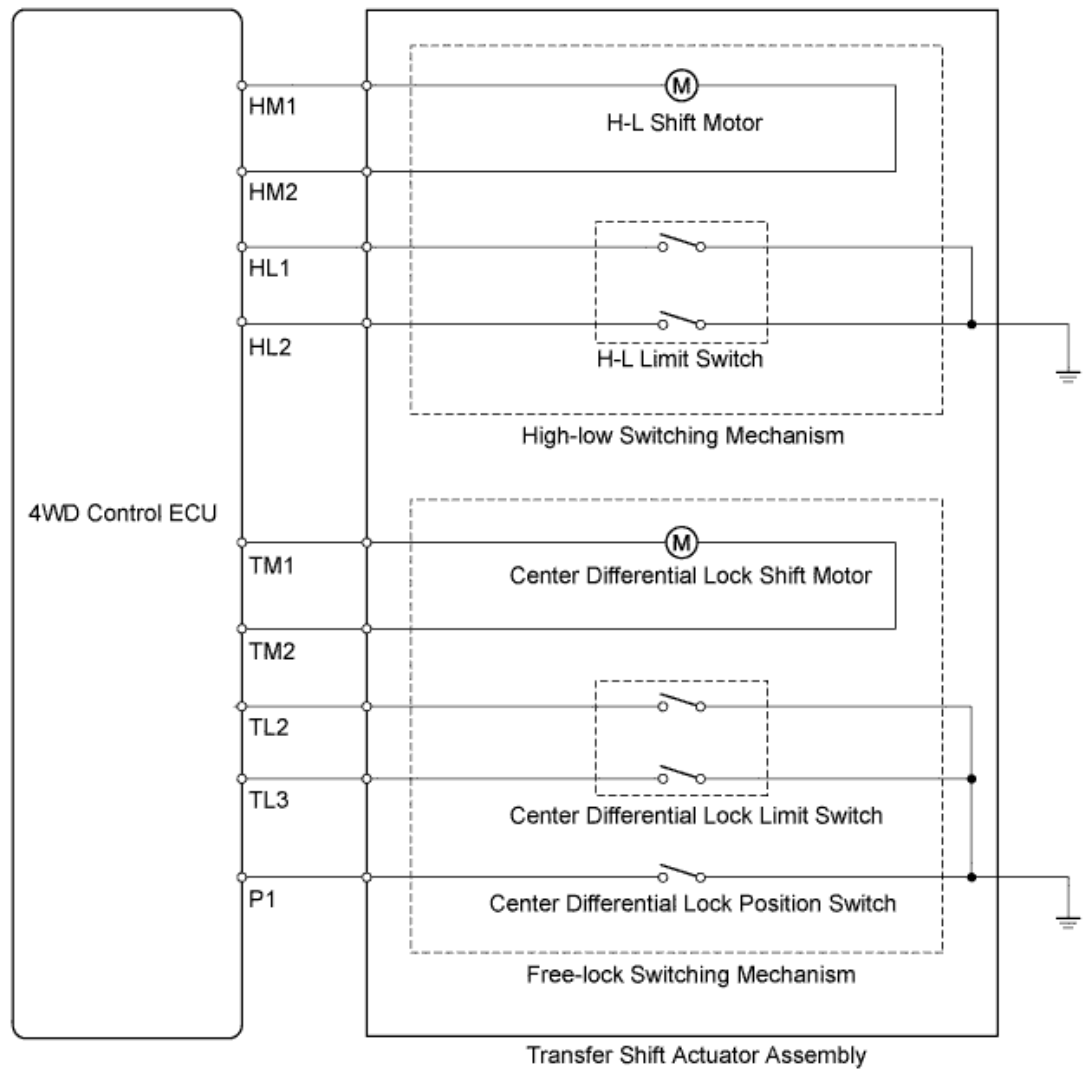 HM1
M
H-L Shift Motor
HM2
HL1
HL2
H-L Limit Switch
High-low Switching Mechanism
4WD Control ECU
TM1
M
Center Differential Lock Shift Motor
TM2
TL2
TL3
Center Differential Lock Limit Switch
P1
Center Differential Lock Position Switch
Free-lock Switching Mechanism
Transfer Shift Actuator Assembly